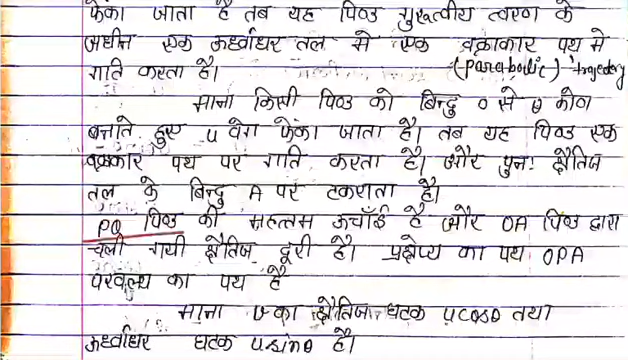 फेंका जाता है तब यह पिण्ड गुरुत्वीय त्वरण के
अधीन एक ऊर्ध्वाधर तल में एक वक्राकार पथ में
गति करता है। (parabolic) trajectory
माना किसी पिण्ड को बिन्दु O से θ कोण
बनाते हुए u वेग फेंका जाता है। तब यह पिण्ड एक
वक्राकार पथ पर गति करता है। और पुनः क्षैतिज
तल के बिन्दु A पर टकराता है।
PQ पिण्ड की महत्तम ऊचाँई है और OA पिण्ड द्वारा
चली गयी क्षैतिज दूरी है। प्रक्षेप्य का पथ OPA
परवलय का पथ है
माना का क्षैतिज घटक ucosθ तथा
ऊर्ध्वाधर घटक usinθ है।